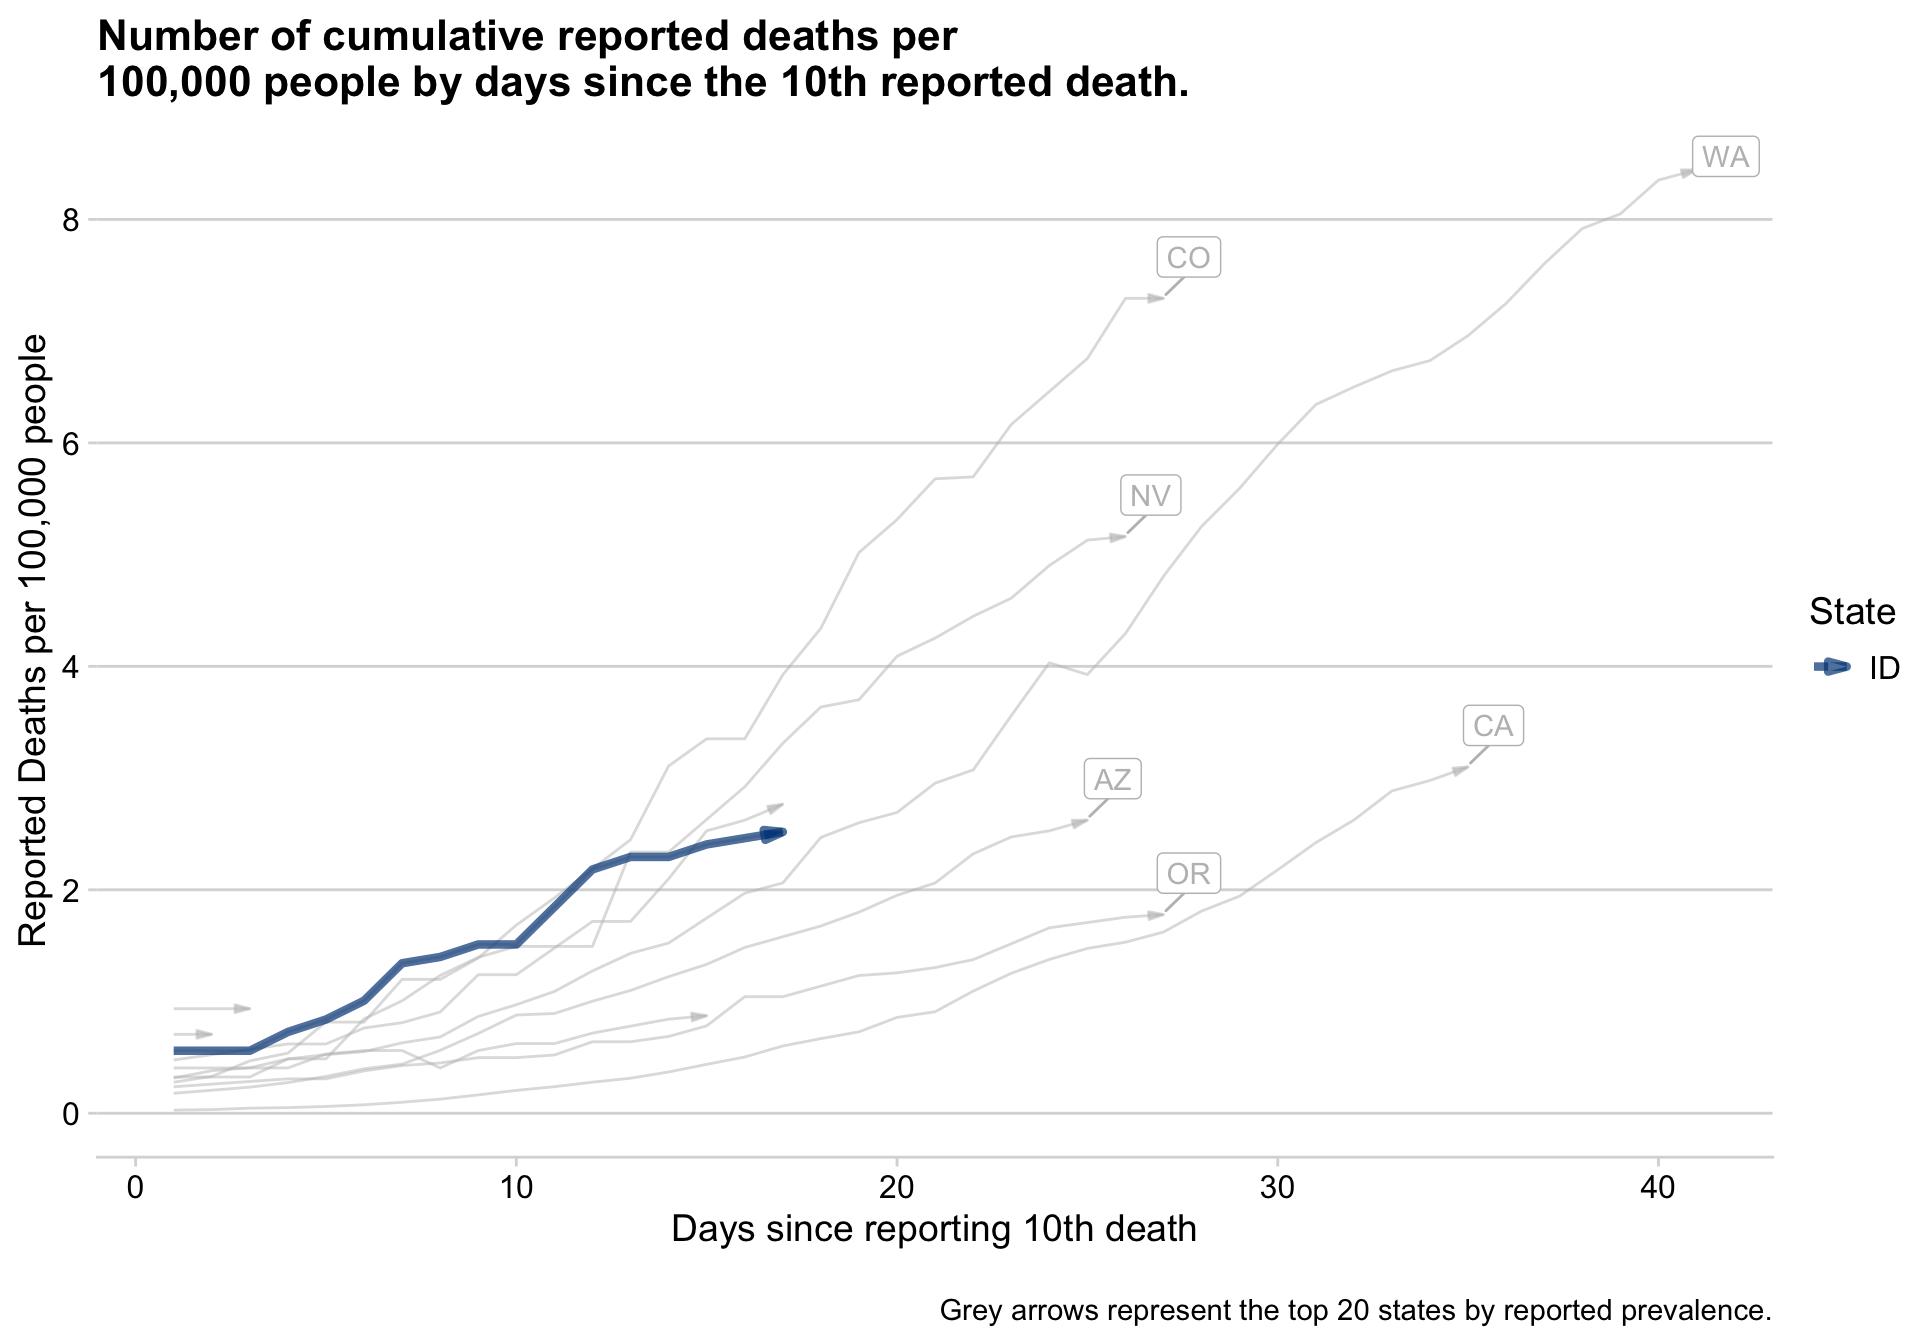 Number of cumulative reported deaths per
100,000 people by days since the 10th reported death.
Reported Deaths per 100,000 people
8
6
4
2
0
WA
CO
NV
CA
AZ
OR
State
ID
0 10 20 30 40
Days since reporting 10th death
Grey arrows represent the top 20 states by reported prevalence.